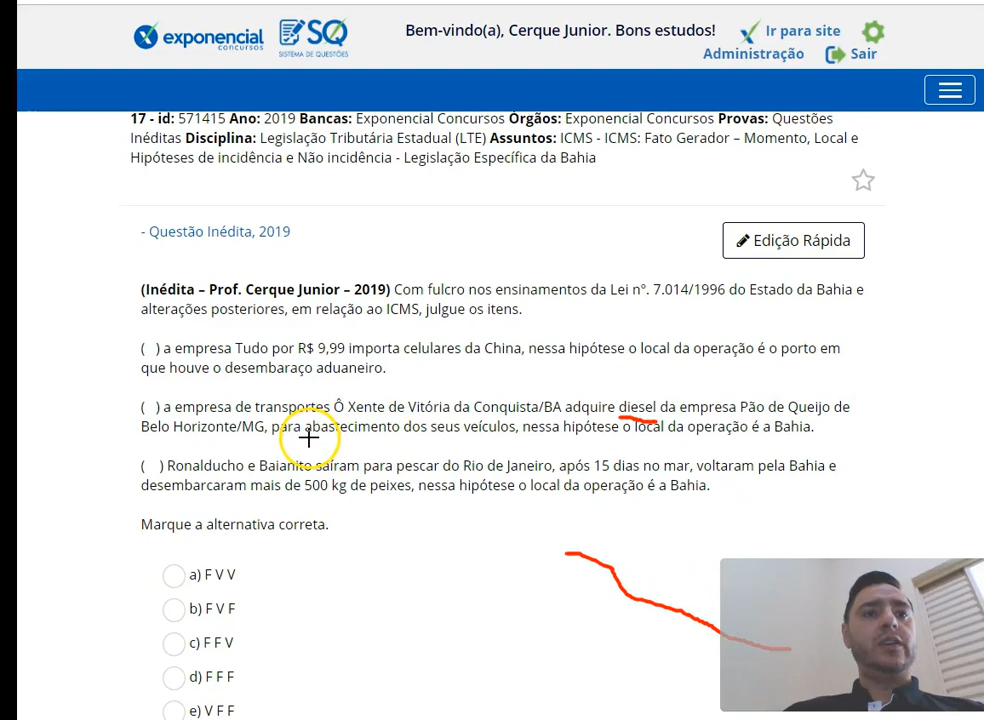 exponencial
concursos
SQ
SISTEMA DE QUESTÕES
Bem-vindo(a), Cerque Junior. Bons estudos!
Ir para site
Administração
Sair
17 - id: 571415 Ano: 2019 Bancas: Exponencial Concursos Órgãos: Exponencial Concursos Provas: Questões
Inéditas Disciplina: Legislação Tributária Estadual (LTE) Assuntos: ICMS - ICMS: Fato Gerador – Momento, Local e
Hipóteses de incidência e Não incidência - Legislação Específica da Bahia
- Questão Inédita, 2019
Edição Rápida
(Inédita – Prof. Cerque Junior – 2019) Com fulcro nos ensinamentos da Lei nº. 7.014/1996 do Estado da Bahia e
alterações posteriores, em relação ao ICMS, julgue os itens.
( ) a empresa Tudo por R$ 9,99 importa celulares da China, nessa hipótese o local da operação é o porto em
que houve o desembaraço aduaneiro.
( ) a empresa de transportes Ô Xente de Vitória da Conquista/BA adquire diesel da empresa Pão de Queijo de
Belo Horizonte/MG, para abastecimento dos seus veículos, nessa hipótese o local da operação é a Bahia.
( ) Ronalducho e Baianito saíram para pescar do Rio de Janeiro, após 15 dias no mar, voltaram pela Bahia e
desembarcaram mais de 500 kg de peixes, nessa hipótese o local da operação é a Bahia.
Marque a alternativa correta.
a) F V V
b) F V F
c) F F V
d) F F F
e) V F F